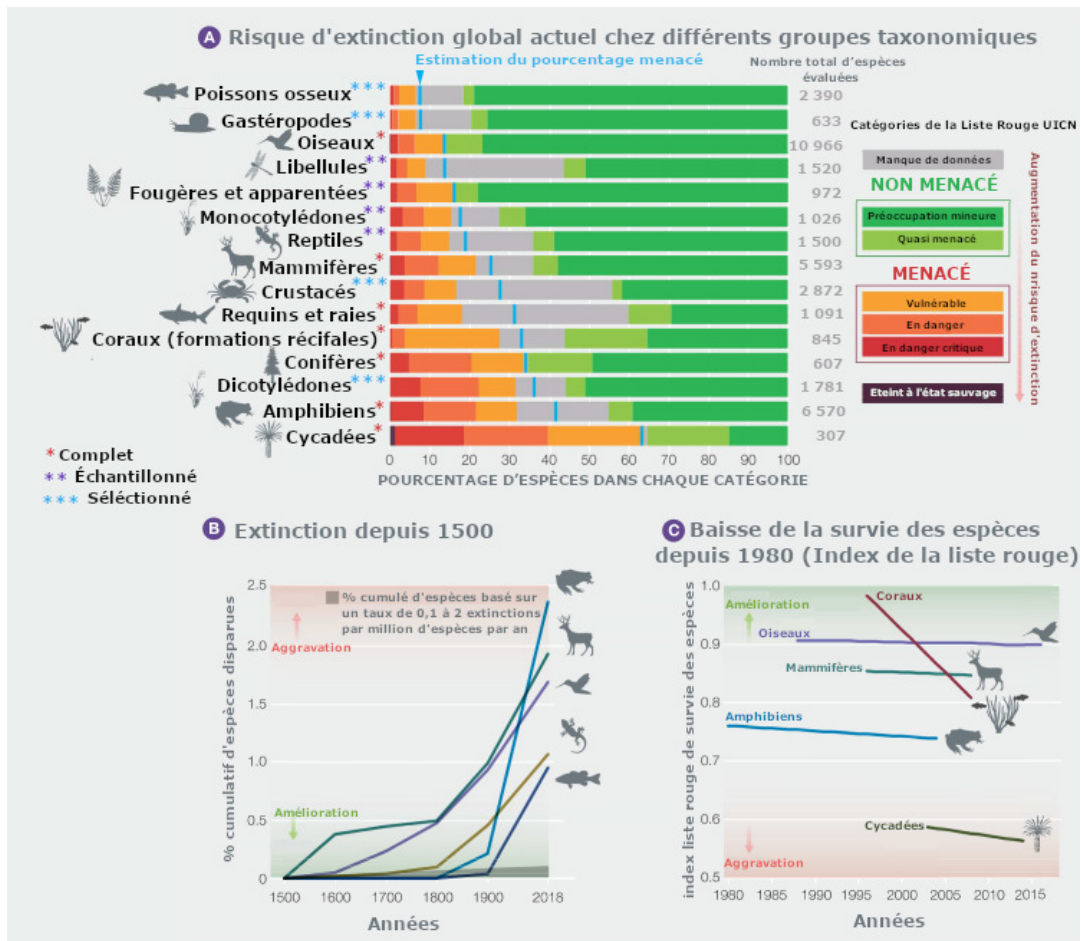 A Risque d'extinction global actuel chez différents groupes taxonomiques
Estimation du pourcentage menacé
Nombre total d'espèces
évaluées
Poissons osseux***
2 390
Gastéropodes***
633
Oiseaux*
10 966
Libellules**
1 520
Fougères et apparentées**
972
Monocotylédones**
1 026
Reptiles**
1 500
Mammifères*
5 593
Crustacés***
2 872
Requins et raies*
1 091
Coraux (formations récifales)*
845
Conifères*
607
Dicotylédones***
1 781
Amphibiens*
6 570
Cycadées*
307
0 10 20 30 40 50 60 70 80 90 100
POURCENTAGE D'ESPÈCES DANS CHAQUE CATÉGORIE
* Complet
** Échantillonné
*** Séléctionné
Catégories de la Liste Rouge UICN
Manque de données
NON MENACÉ
Préoccupation mineure
Quasi menacé
MENACÉ
Vulnérable
En danger
En danger critique
Eteint à l'état sauvage
Augmentation du nrisque d'extinction
B Extinction depuis 1500
% cumulatif d'espèces disparues
2.5
2.0
1.5
1.0
0.5
0
% cumulé d'espèces basé sur
un taux de 0,1 à 2 extinctions
par million d'espèces par an
Aggravation
Amélioration
1500 1600 1700 1800 1900 2018
Années
C Baisse de la survie des espèces
depuis 1980 (Index de la liste rouge)
index liste rouge de survie des espèces
1.0
0.9
0.8
0.7
0.6
0.5
Amélioration
Coraux
Oiseaux
Mammifères
Amphibiens
Cycadées
Aggravation
1980 1985 1990 1995 2000 2005 2010 2015
Années